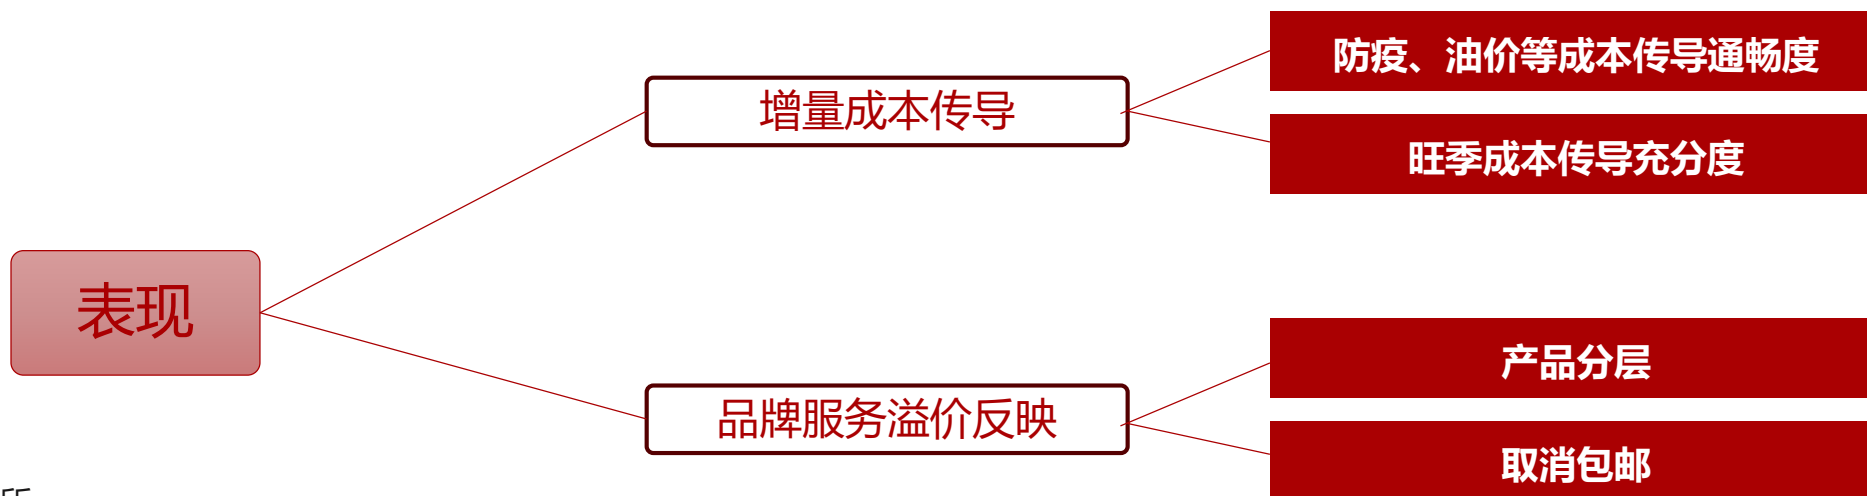 防疫、油价等成本传导通畅度
增量成本传导
旺季成本传导充分度
表现
产品分层
品牌服务溢价反映
取消包邮